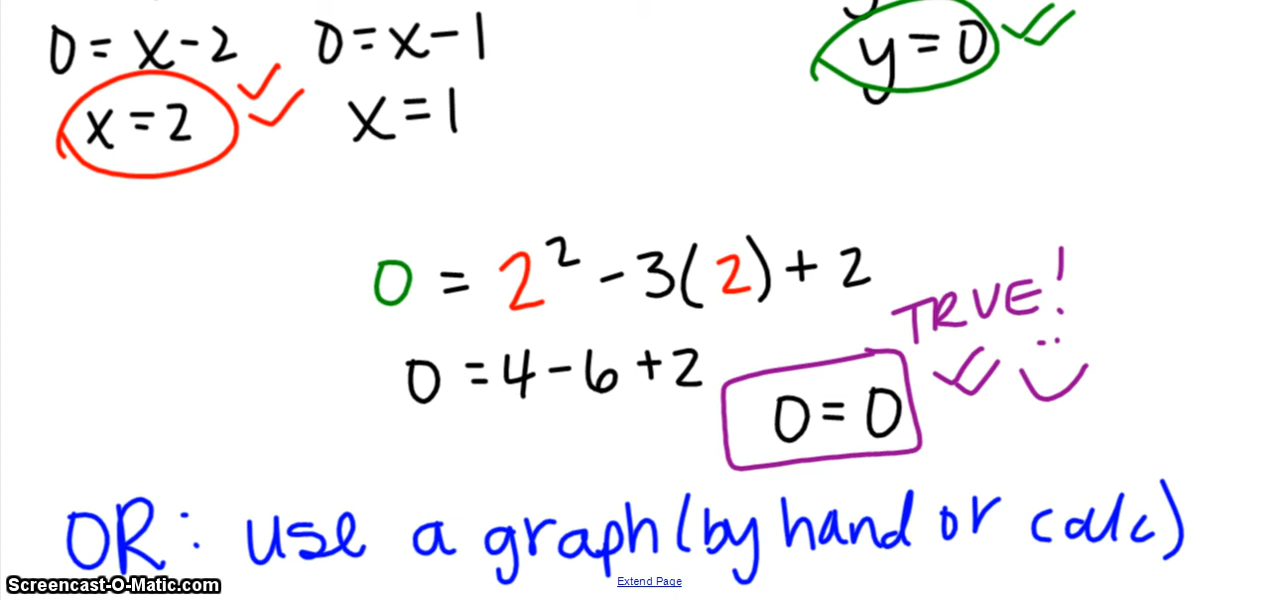 0 = x - 2 0 = x - 1
y = 0
x = 2 x = 1
0 = 2² - 3(2) + 2
TRUE!
0 = 4 - 6 + 2
0 = 0
OR: use a graph (by hand or calc)
Extend Page
Screencast-O-Matic.com